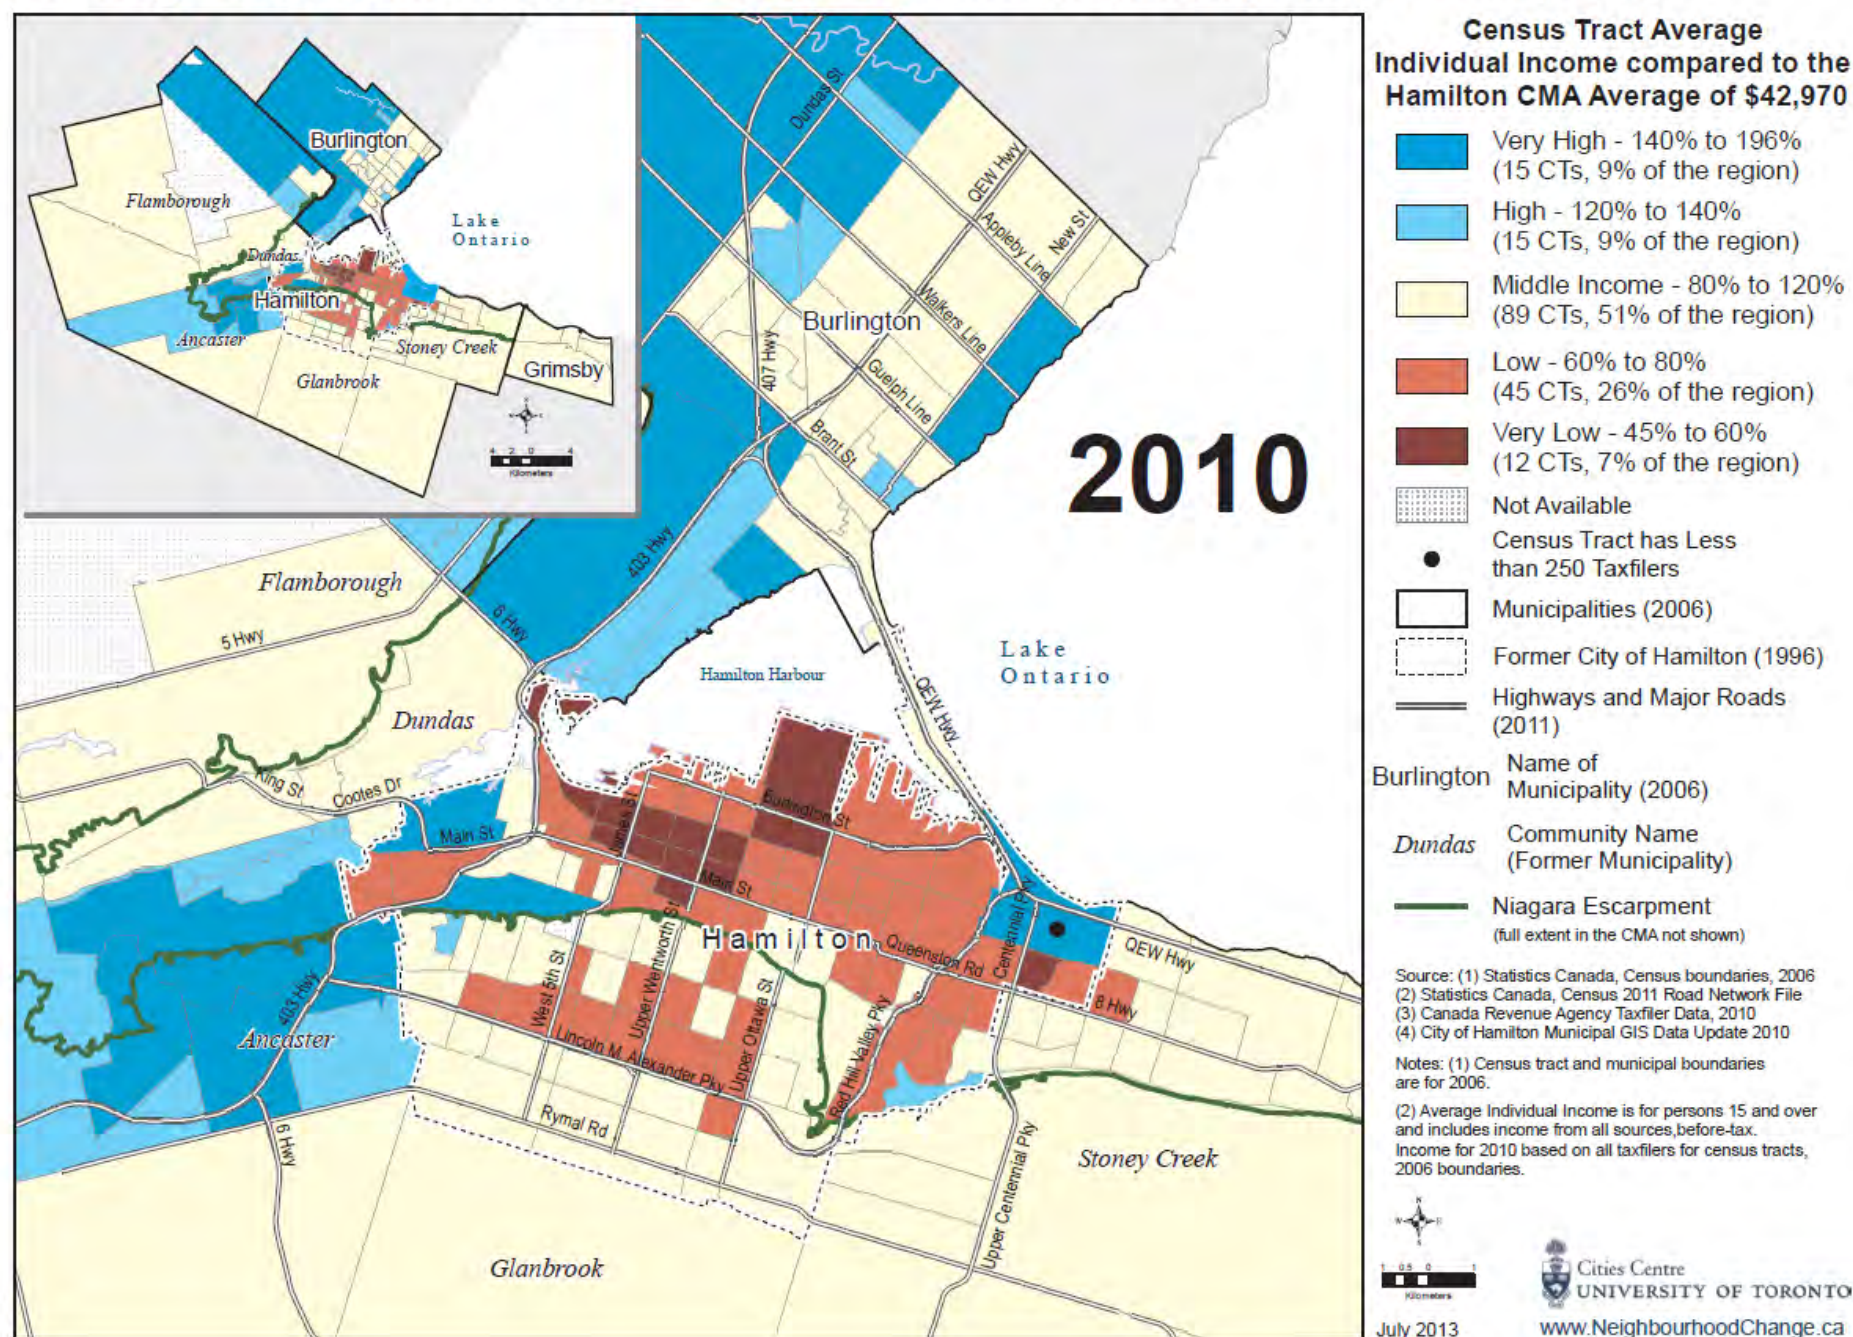 Burlington
Flamborough
Lake
Ontario
Dundas
Hamilton
Ancaster
Stoney Creek
Glanbrook
Grimsby
4 2 0 4
Kilometers
Dundas St
QEW Hwy
Appleby Line
New St
Walkers Line
Burlington
407 Hwy
Guelph Line
Brant St
2010
403 Hwy
Flamborough
5 Hwy
6 Hwy
Lake
Ontario
Hamilton Harbour
QEW Hwy
Dundas
King St
Cootes Dr
Main St
James St
Burlington St
Main St
Hamilton
Queenston Rd
Centennial Pky
QEW Hwy
8 Hwy
403 Hwy
Ancaster
West 5th St
Upper Wentworth St
Upper Ottawa St
Lincoln M. Alexander Pky
Red Hill Valley Pky
Rymal Rd
6 Hwy
Upper Centennial Pky
Stoney Creek
Glanbrook
Census Tract Average
Individual Income compared to the
Hamilton CMA Average of $42,970
Very High - 140% to 196%
(15 CTs, 9% of the region)
High - 120% to 140%
(15 CTs, 9% of the region)
Middle Income - 80% to 120%
(89 CTs, 51% of the region)
Low - 60% to 80%
(45 CTs, 26% of the region)
Very Low - 45% to 60%
(12 CTs, 7% of the region)
Not Available
Census Tract has Less
than 250 Taxfilers
Municipalities (2006)
Former City of Hamilton (1996)
Highways and Major Roads
(2011)
Burlington Name of
Municipality (2006)
Dundas Community Name
(Former Municipality)
Niagara Escarpment
(full extent in the CMA not shown)
Source: (1) Statistics Canada, Census boundaries, 2006
(2) Statistics Canada, Census 2011 Road Network File
(3) Canada Revenue Agency Taxfiler Data, 2010
(4) City of Hamilton Municipal GIS Data Update 2010
Notes: (1) Census tract and municipal boundaries
are for 2006.
(2) Average Individual Income is for persons 15 and over
and includes income from all sources,before-tax.
Income for 2010 based on all taxfilers for census tracts,
2006 boundaries.
N
W E
S
1 0.5 0 1
Kilometers
Cities Centre
UNIVERSITY OF TORONTO
July 2013
www.NeighbourhoodChange.ca